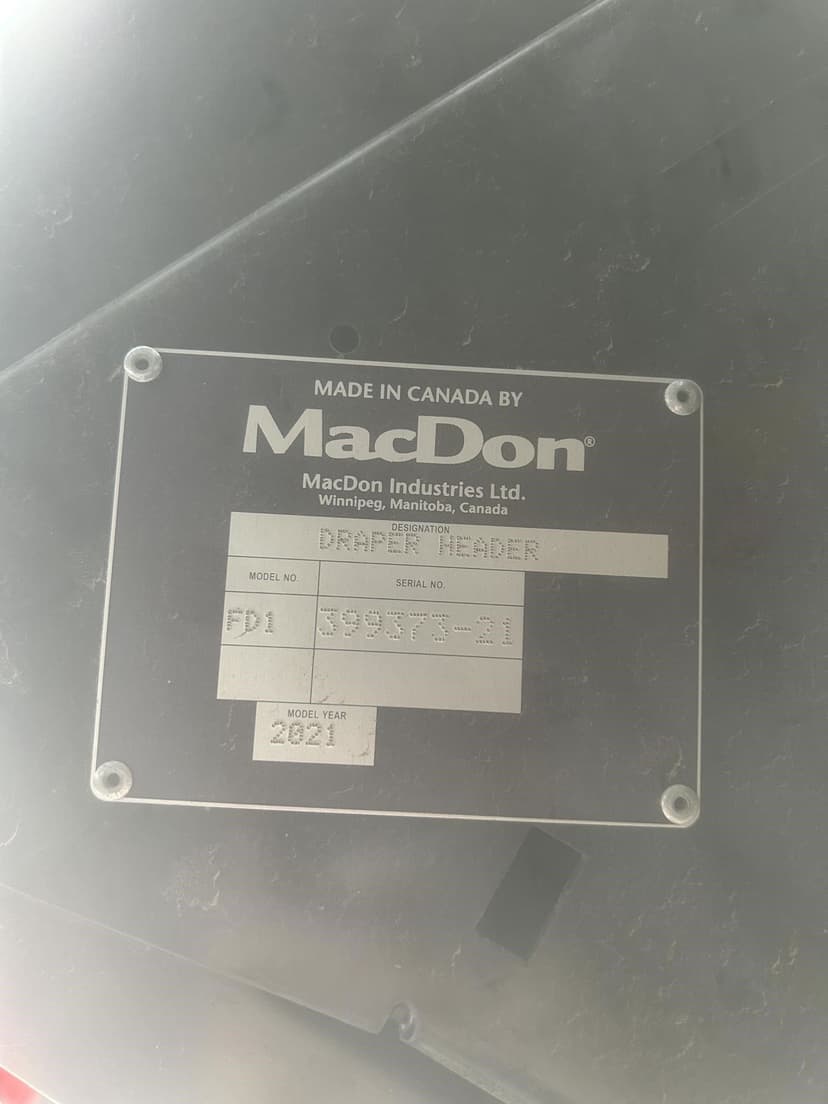 MADE IN CANADA BY
MacDon®
MacDon Industries Ltd.
Winnipeg, Manitoba, Canada
DESIGNATION
DRAPER HEADER
MODEL NO. SERIAL NO.
FD1 399373-21
MODEL YEAR
2021